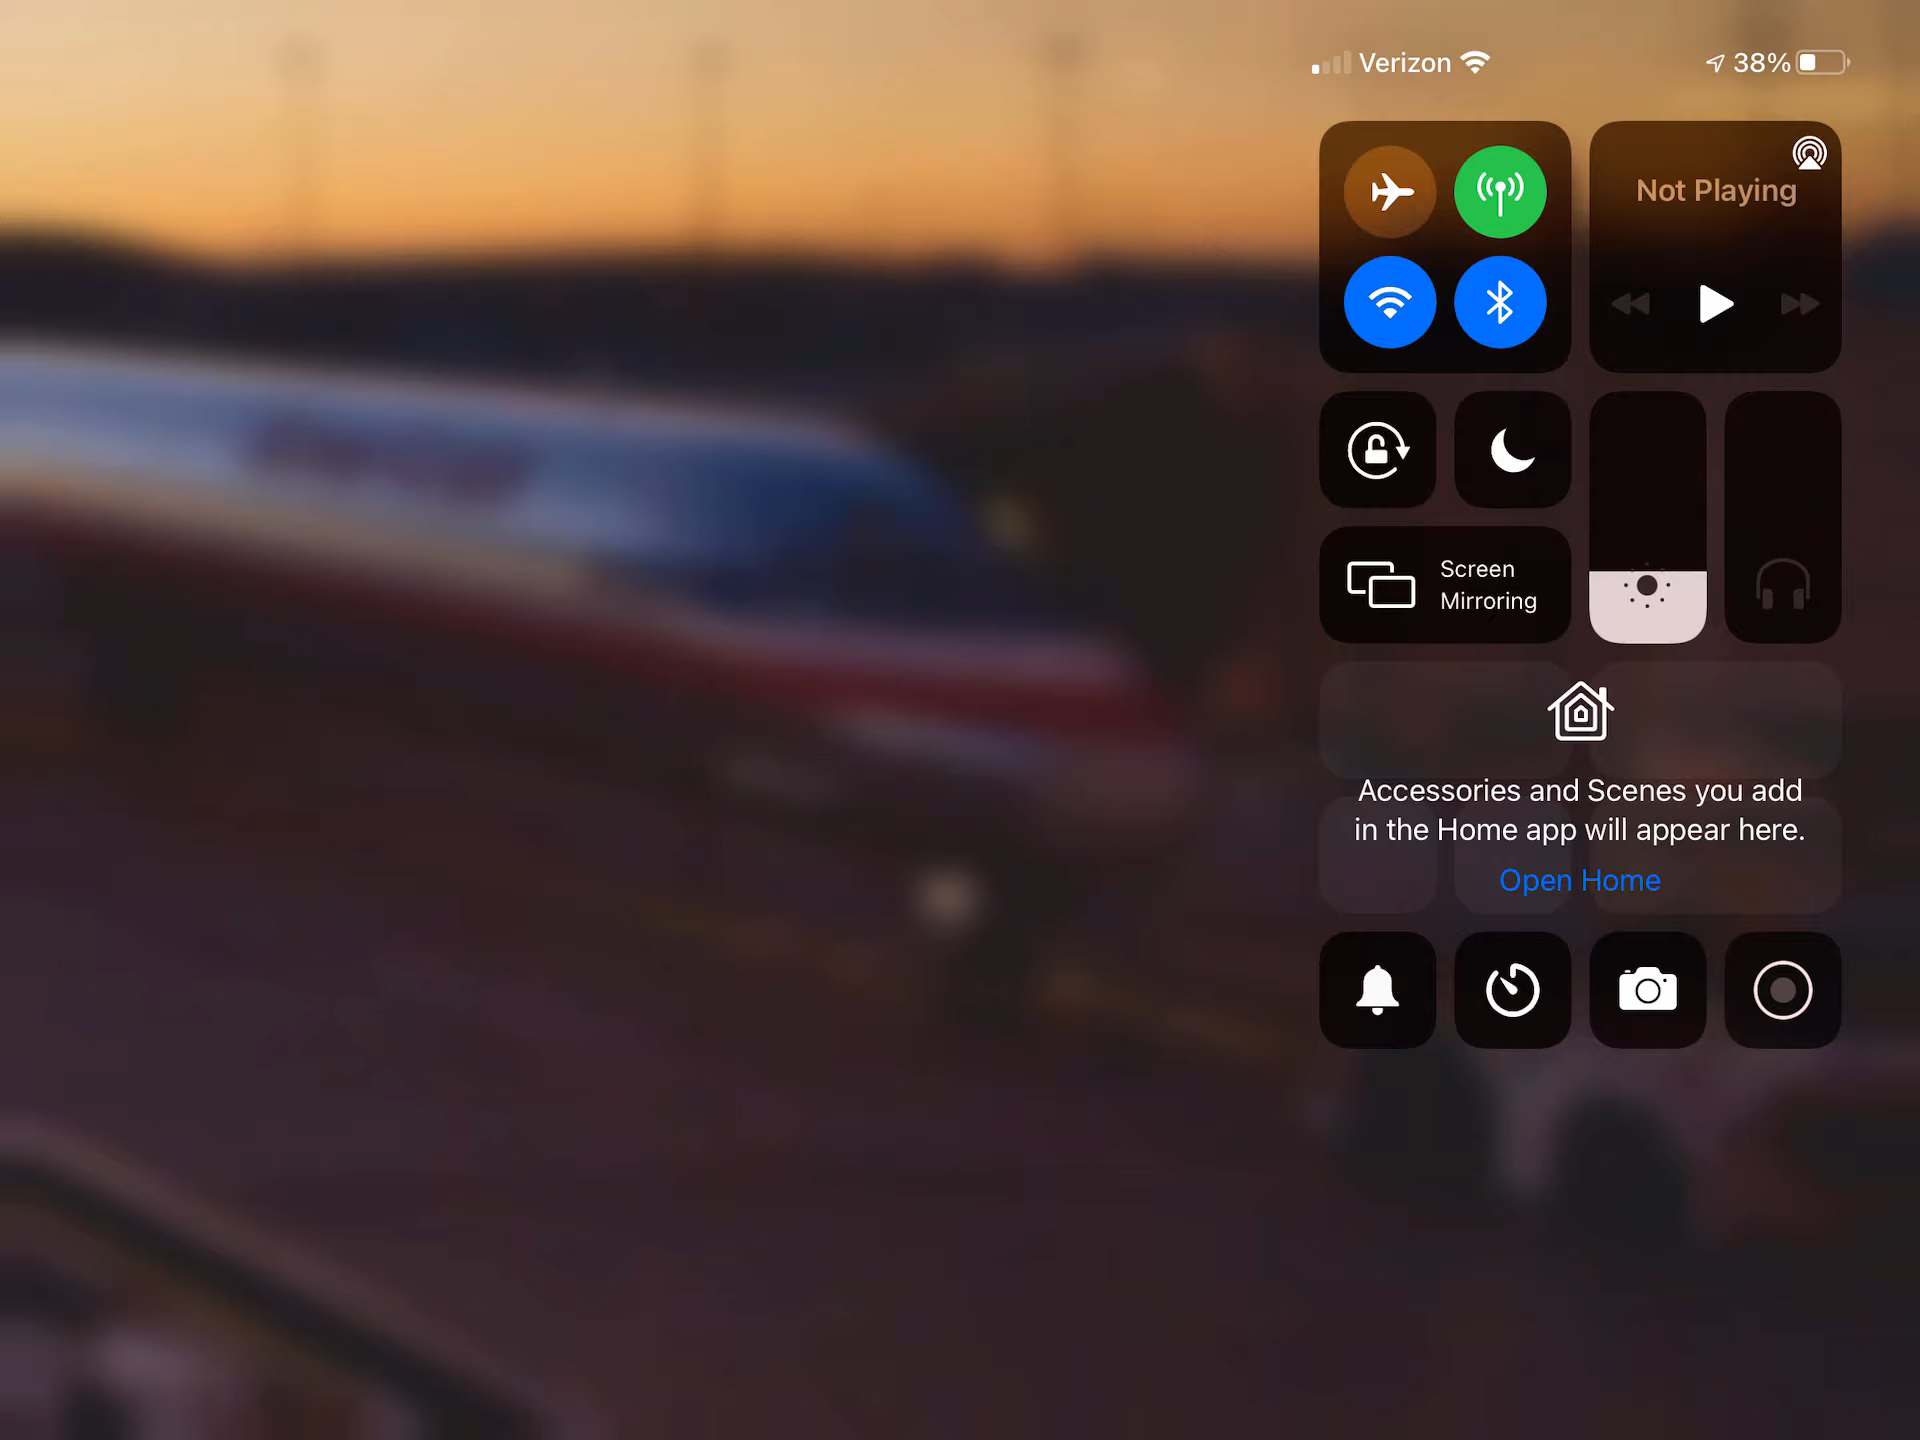 Verizon 38%
Not Playing
Screen
Mirroring
Accessories and Scenes you add
in the Home app will appear here.
Open Home